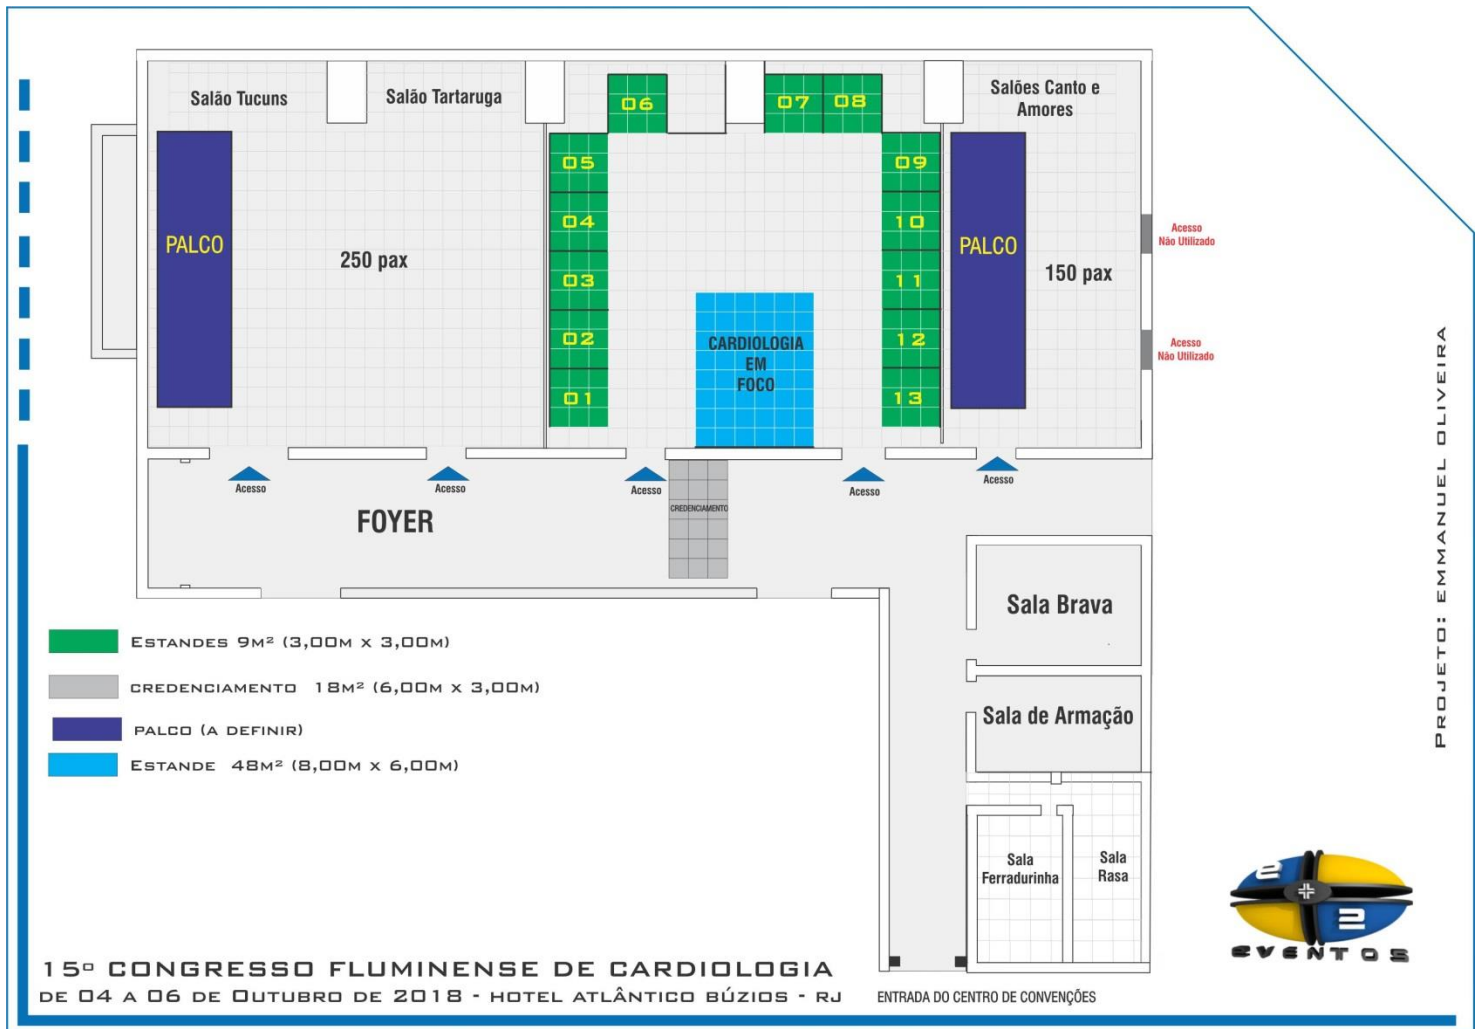 Salão Tucuns
Salão Tartaruga
06
07
08
Salões Canto e
Amores
05
09
04
10
PALCO
250 pax
PALCO
150 pax
Acesso
Não Utilizado
03
11
02
12
CARDIOLOGIA
EM
FOCO
Acesso
Não Utilizado
01
13
Acesso
Acesso
Acesso
Acesso
Acesso
CREDENCIAMENTO
FOYER
Sala Brava
Sala de Armação
Sala
Ferradurinha
Sala
Rasa
ESTANDES 9M² (3,00M X 3,00M)
CREDENCIAMENTO 18M² (6,00M X 3,00M)
PALCO (A DEFINIR)
ESTANDE 48M² (8,00M X 6,00M)
PROJETO: EMMANUEL OLIVEIRA
e
2
EVENTOS
15º CONGRESSO FLUMINENSE DE CARDIOLOGIA
DE 04 A 06 DE OUTUBRO DE 2018 - HOTEL ATLÂNTICO BÚZIOS - RJ
ENTRADA DO CENTRO DE CONVENÇÕES